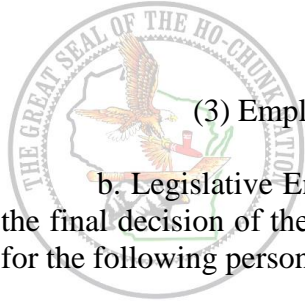 THE GREAT SEAL OF THE HO-CHUNK NATION
(3) Empl
b. Legislative En
the final decision of the
for the following person